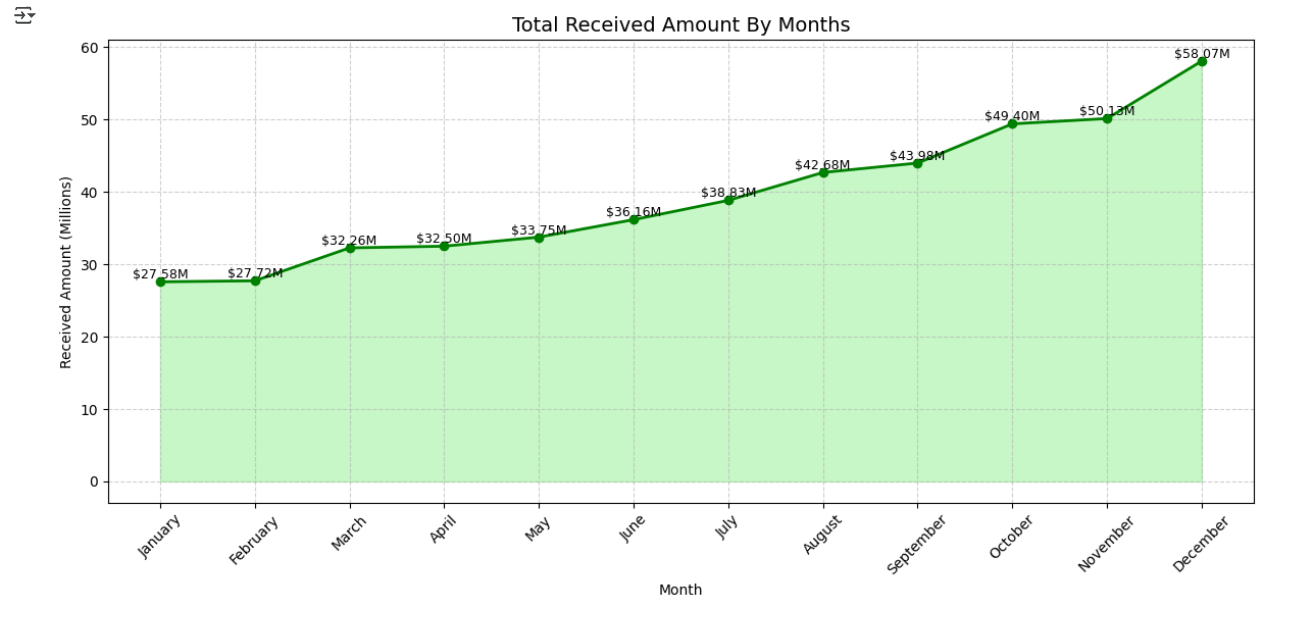 Total Received Amount By Months
Received Amount (Millions)
60
50
40
30
20
10
0
$27.58M
$27.72M
$32.26M
$32.50M
$33.75M
$36.16M
$38.83M
$42.68M
$43.98M
$49.40M
$50.13M
$58.07M
January
February
March
April
May
June
July
August
September
October
November
December
Month